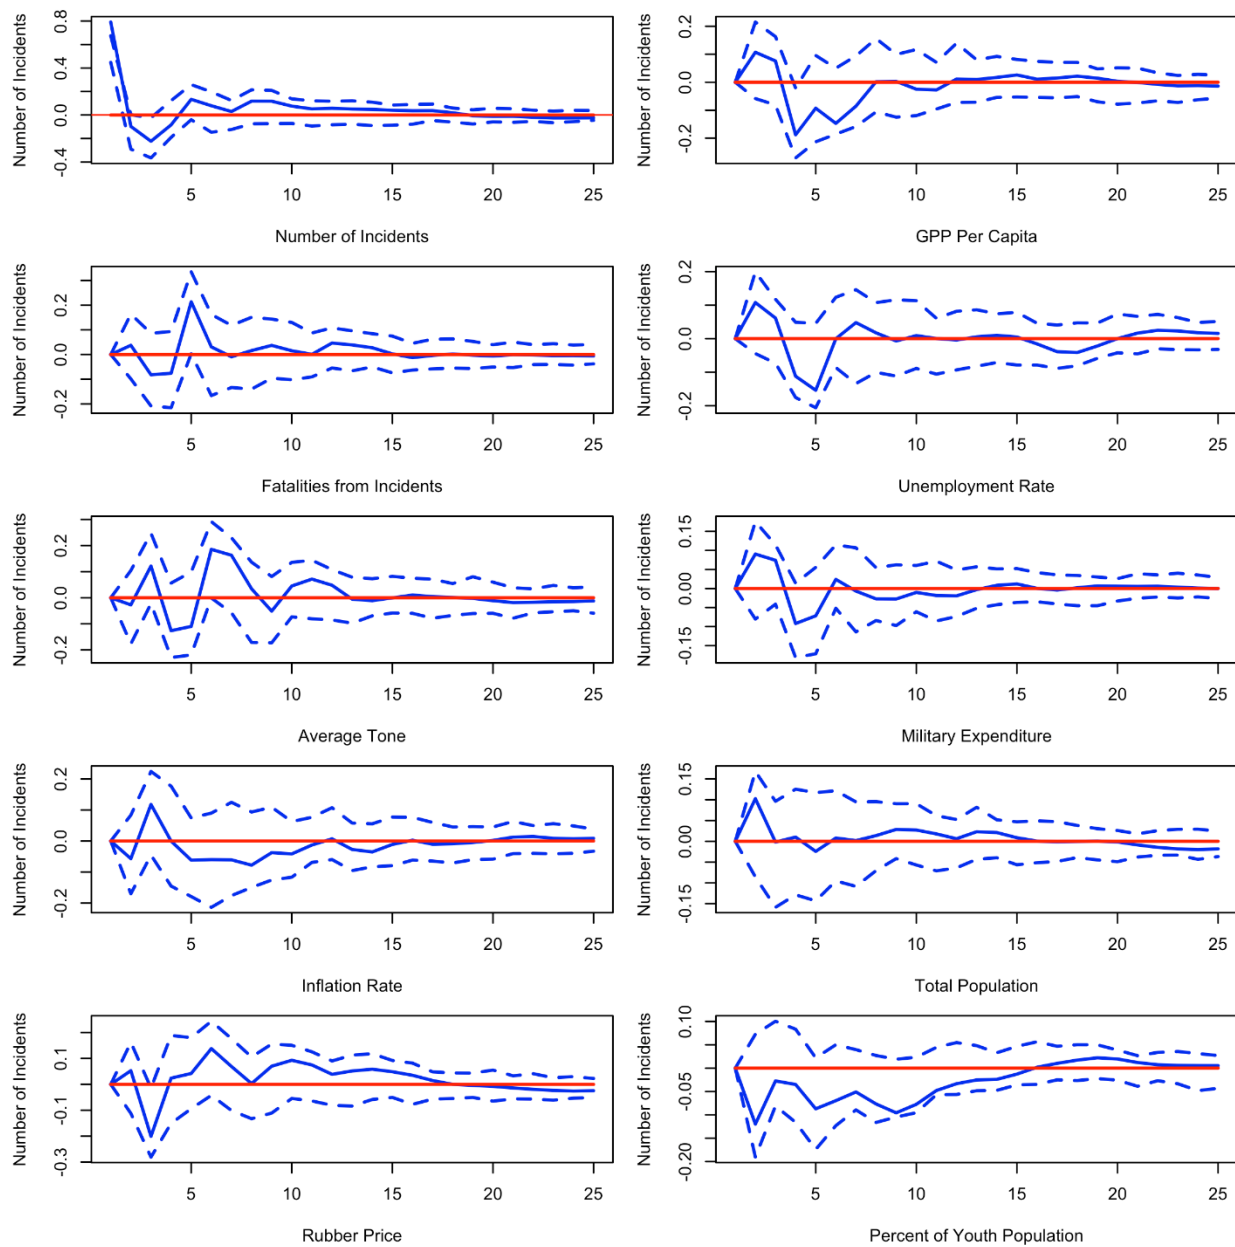 Number of Incidents
0.8
0.4
0.0
-0.4
5 10 15 20 25
Number of Incidents
Number of Incidents
0.2
0.0
-0.2
5 10 15 20 25
GPP Per Capita
Number of Incidents
0.2
0.0
-0.2
5 10 15 20 25
Fatalities from Incidents
Number of Incidents
0.2
0.0
-0.2
5 10 15 20 25
Unemployment Rate
Number of Incidents
0.2
0.0
-0.2
5 10 15 20 25
Average Tone
Number of Incidents
0.15
0.00
-0.15
5 10 15 20 25
Military Expenditure
Number of Incidents
0.2
0.0
-0.2
5 10 15 20 25
Inflation Rate
Number of Incidents
0.15
0.00
-0.15
5 10 15 20 25
Total Population
Number of Incidents
0.1
-0.1
-0.3
5 10 15 20 25
Rubber Price
Number of Incidents
0.10
-0.05
-0.20
5 10 15 20 25
Percent of Youth Population